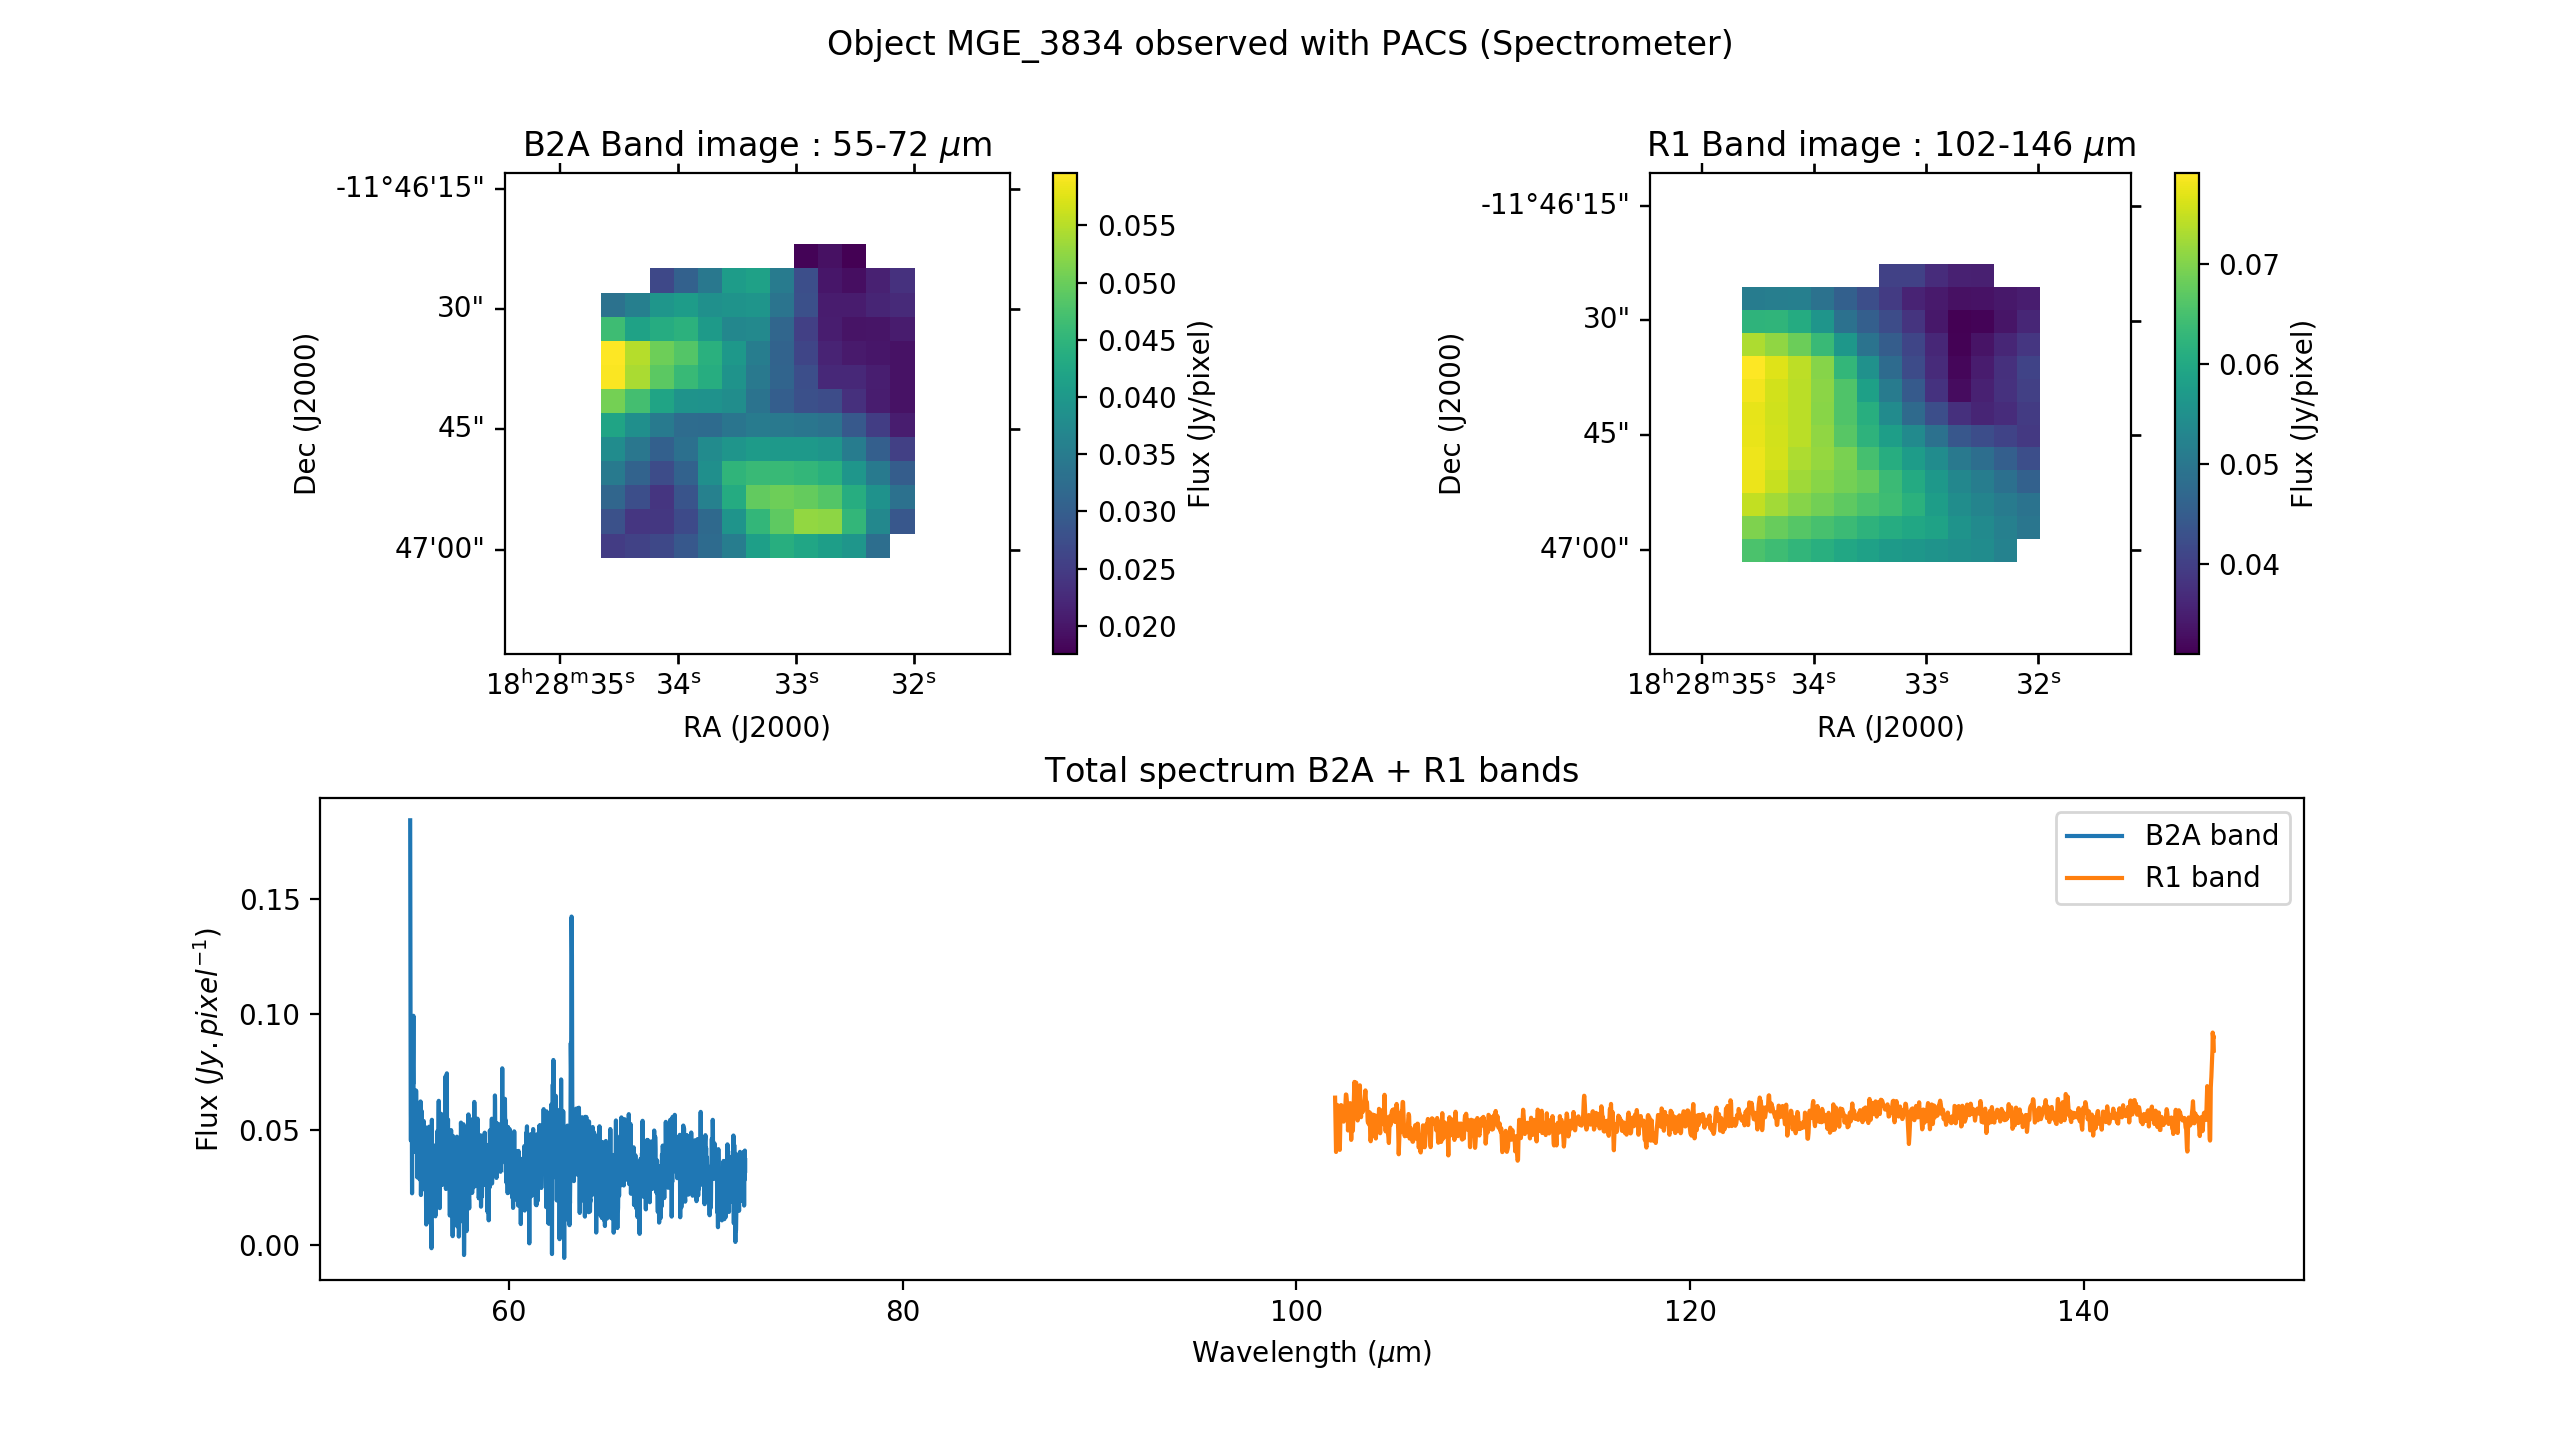 Object MGE_3834 observed with PACS (Spectrometer)
B2A Band image : 55-72 μm
-11°46'15"
30"
45"
47'00"
Dec (J2000)
18h28m35s 34s 33s 32s
RA (J2000)
0.055
0.050
0.045
0.040
0.035
0.030
0.025
0.020
Flux (Jy/pixel)
R1 Band image : 102-146 μm
-11°46'15"
30"
45"
47'00"
Dec (J2000)
18h28m35s 34s 33s 32s
RA (J2000)
0.07
0.06
0.05
0.04
Flux (Jy/pixel)
Total spectrum B2A + R1 bands
B2A band
R1 band
0.15
0.10
0.05
0.00
Flux (Jy.pixel−1)
60 80 100 120 140
Wavelength (μm)